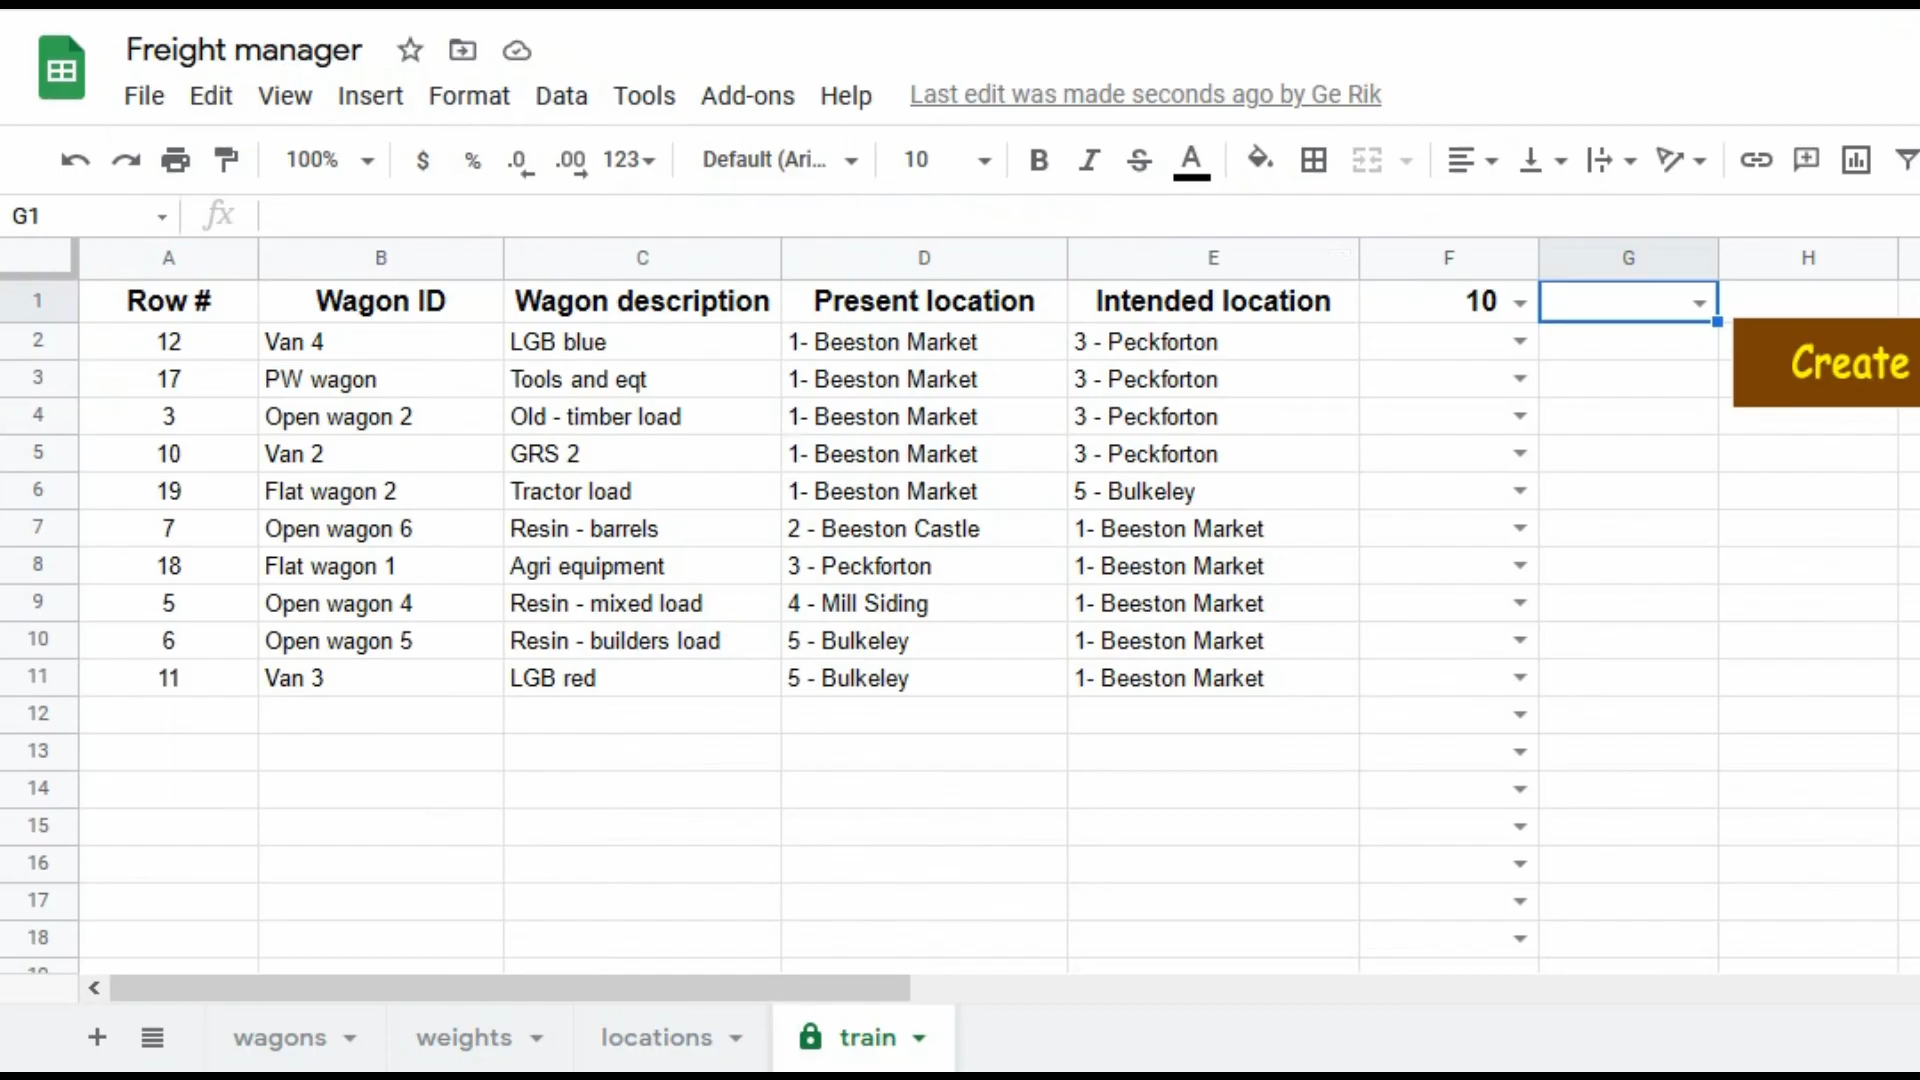 Freight manager
File Edit View Insert Format Data Tools Add-ons Help Last edit was made seconds ago by Ge Rik
100% $ % .0 .00 123 Default (Ari... 10 B I S A
G1 fx
A B C D E F G H
1 Row # Wagon ID Wagon description Present location Intended location 10
2 12 Van 4 LGB blue 1- Beeston Market 3 - Peckforton
Create
3 17 PW wagon Tools and eqt 1- Beeston Market 3 - Peckforton
4 3 Open wagon 2 Old - timber load 1- Beeston Market 3 - Peckforton
5 10 Van 2 GRS 2 1- Beeston Market 3 - Peckforton
6 19 Flat wagon 2 Tractor load 1- Beeston Market 5 - Bulkeley
7 7 Open wagon 6 Resin - barrels 2 - Beeston Castle 1- Beeston Market
8 18 Flat wagon 1 Agri equipment 3 - Peckforton 1- Beeston Market
9 5 Open wagon 4 Resin - mixed load 4 - Mill Siding 1- Beeston Market
10 6 Open wagon 5 Resin - builders load 5 - Bulkeley 1- Beeston Market
11 11 Van 3 LGB red 5 - Bulkeley 1- Beeston Market
12
13
14
15
16
17
18
wagons weights locations train